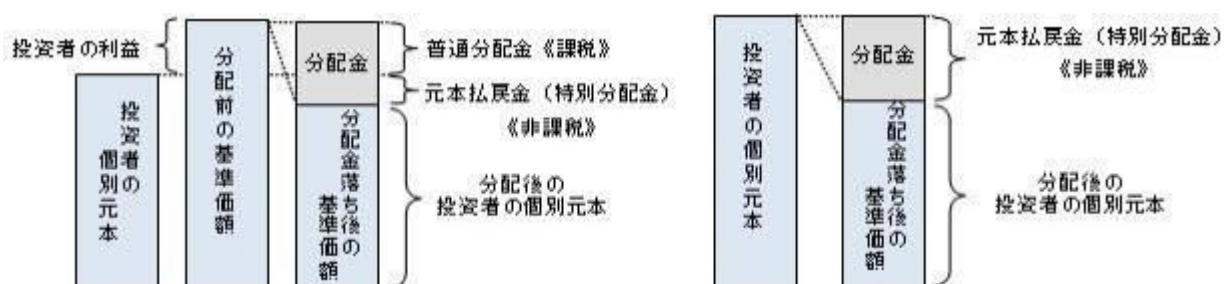 投資者の利益
投資者の
個別の元本
分配前の基準価額
分配金
分配金落ち後の
基準価額
普通分配金《課税》
元本払戻金（特別分配金）
《非課税》
分配後の
投資者の個別元本
投資者の個別元本
分配金
分配金落ち後の
基準価額
元本払戻金（特別分配金）
《非課税》
分配後の
投資者の個別元本